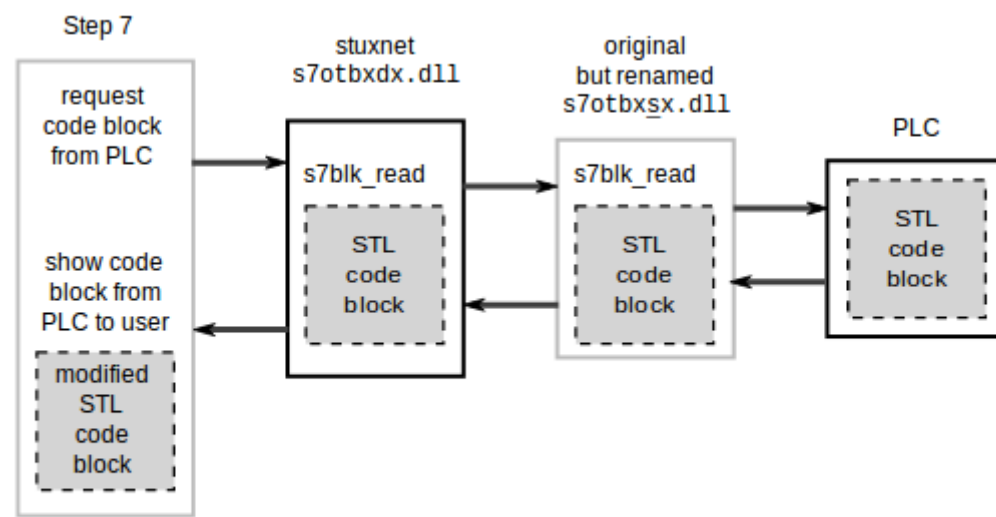 Step 7
request
code block
from PLC
show code
block from
PLC to user
modified
STL
code
block
stuxnet
s7otbxdx.dll
s7blk_read
STL
code
block
original
but renamed
s7otbxsx.dll
s7blk_read
STL
code
block
PLC
STL
code
block